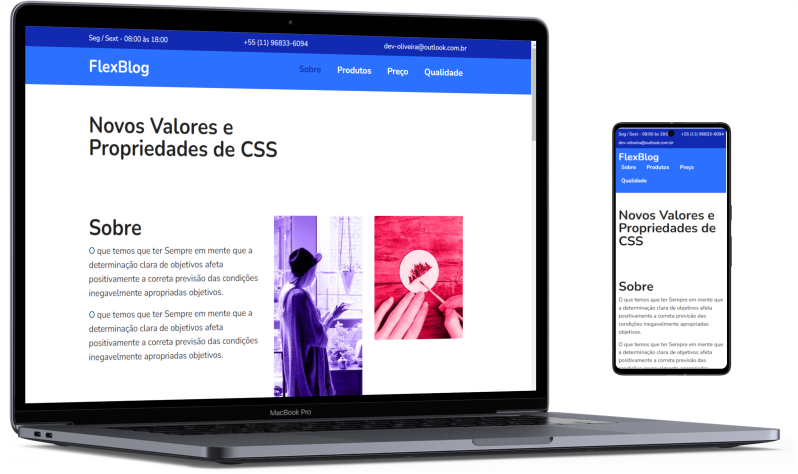 Seg / Sext - 08:00 às 18:00
+55 (11) 96833-6094
dev-oliveira@outlook.com.br
FlexBlog
Sobre
Produtos
Preço
Qualidade
Novos Valores e
Propriedades de CSS
Sobre
O que temos que ter Sempre em mente que a
determinação clara de objetivos afeta
positivamente a correta previsão das condições
inegavelmente apropriadas objetivos.
O que temos que ter Sempre em mente que a
determinação clara de objetivos afeta
positivamente a correta previsão das condições
inegavelmente apropriadas objetivos.
MacBook Pro
Seg / Sext - 08:00 às 18:0
+55 (11) 96833-6094
dev-oliveira@outlook.com.br
FlexBlog
Sobre
Produtos
Preço
Qualidade
Novos Valores e
Propriedades de
CSS
Sobre
O que temos que ter Sempre em mente que
a determinação clara de objetivos afeta
positivamente a correta previsão das
condições inegavelmente apropriadas
objetivos.
O que temos que ter Sempre em mente que
a determinação clara de objetivos afeta
positivamente a correta previsão das
condições inegavelmente apropriadas